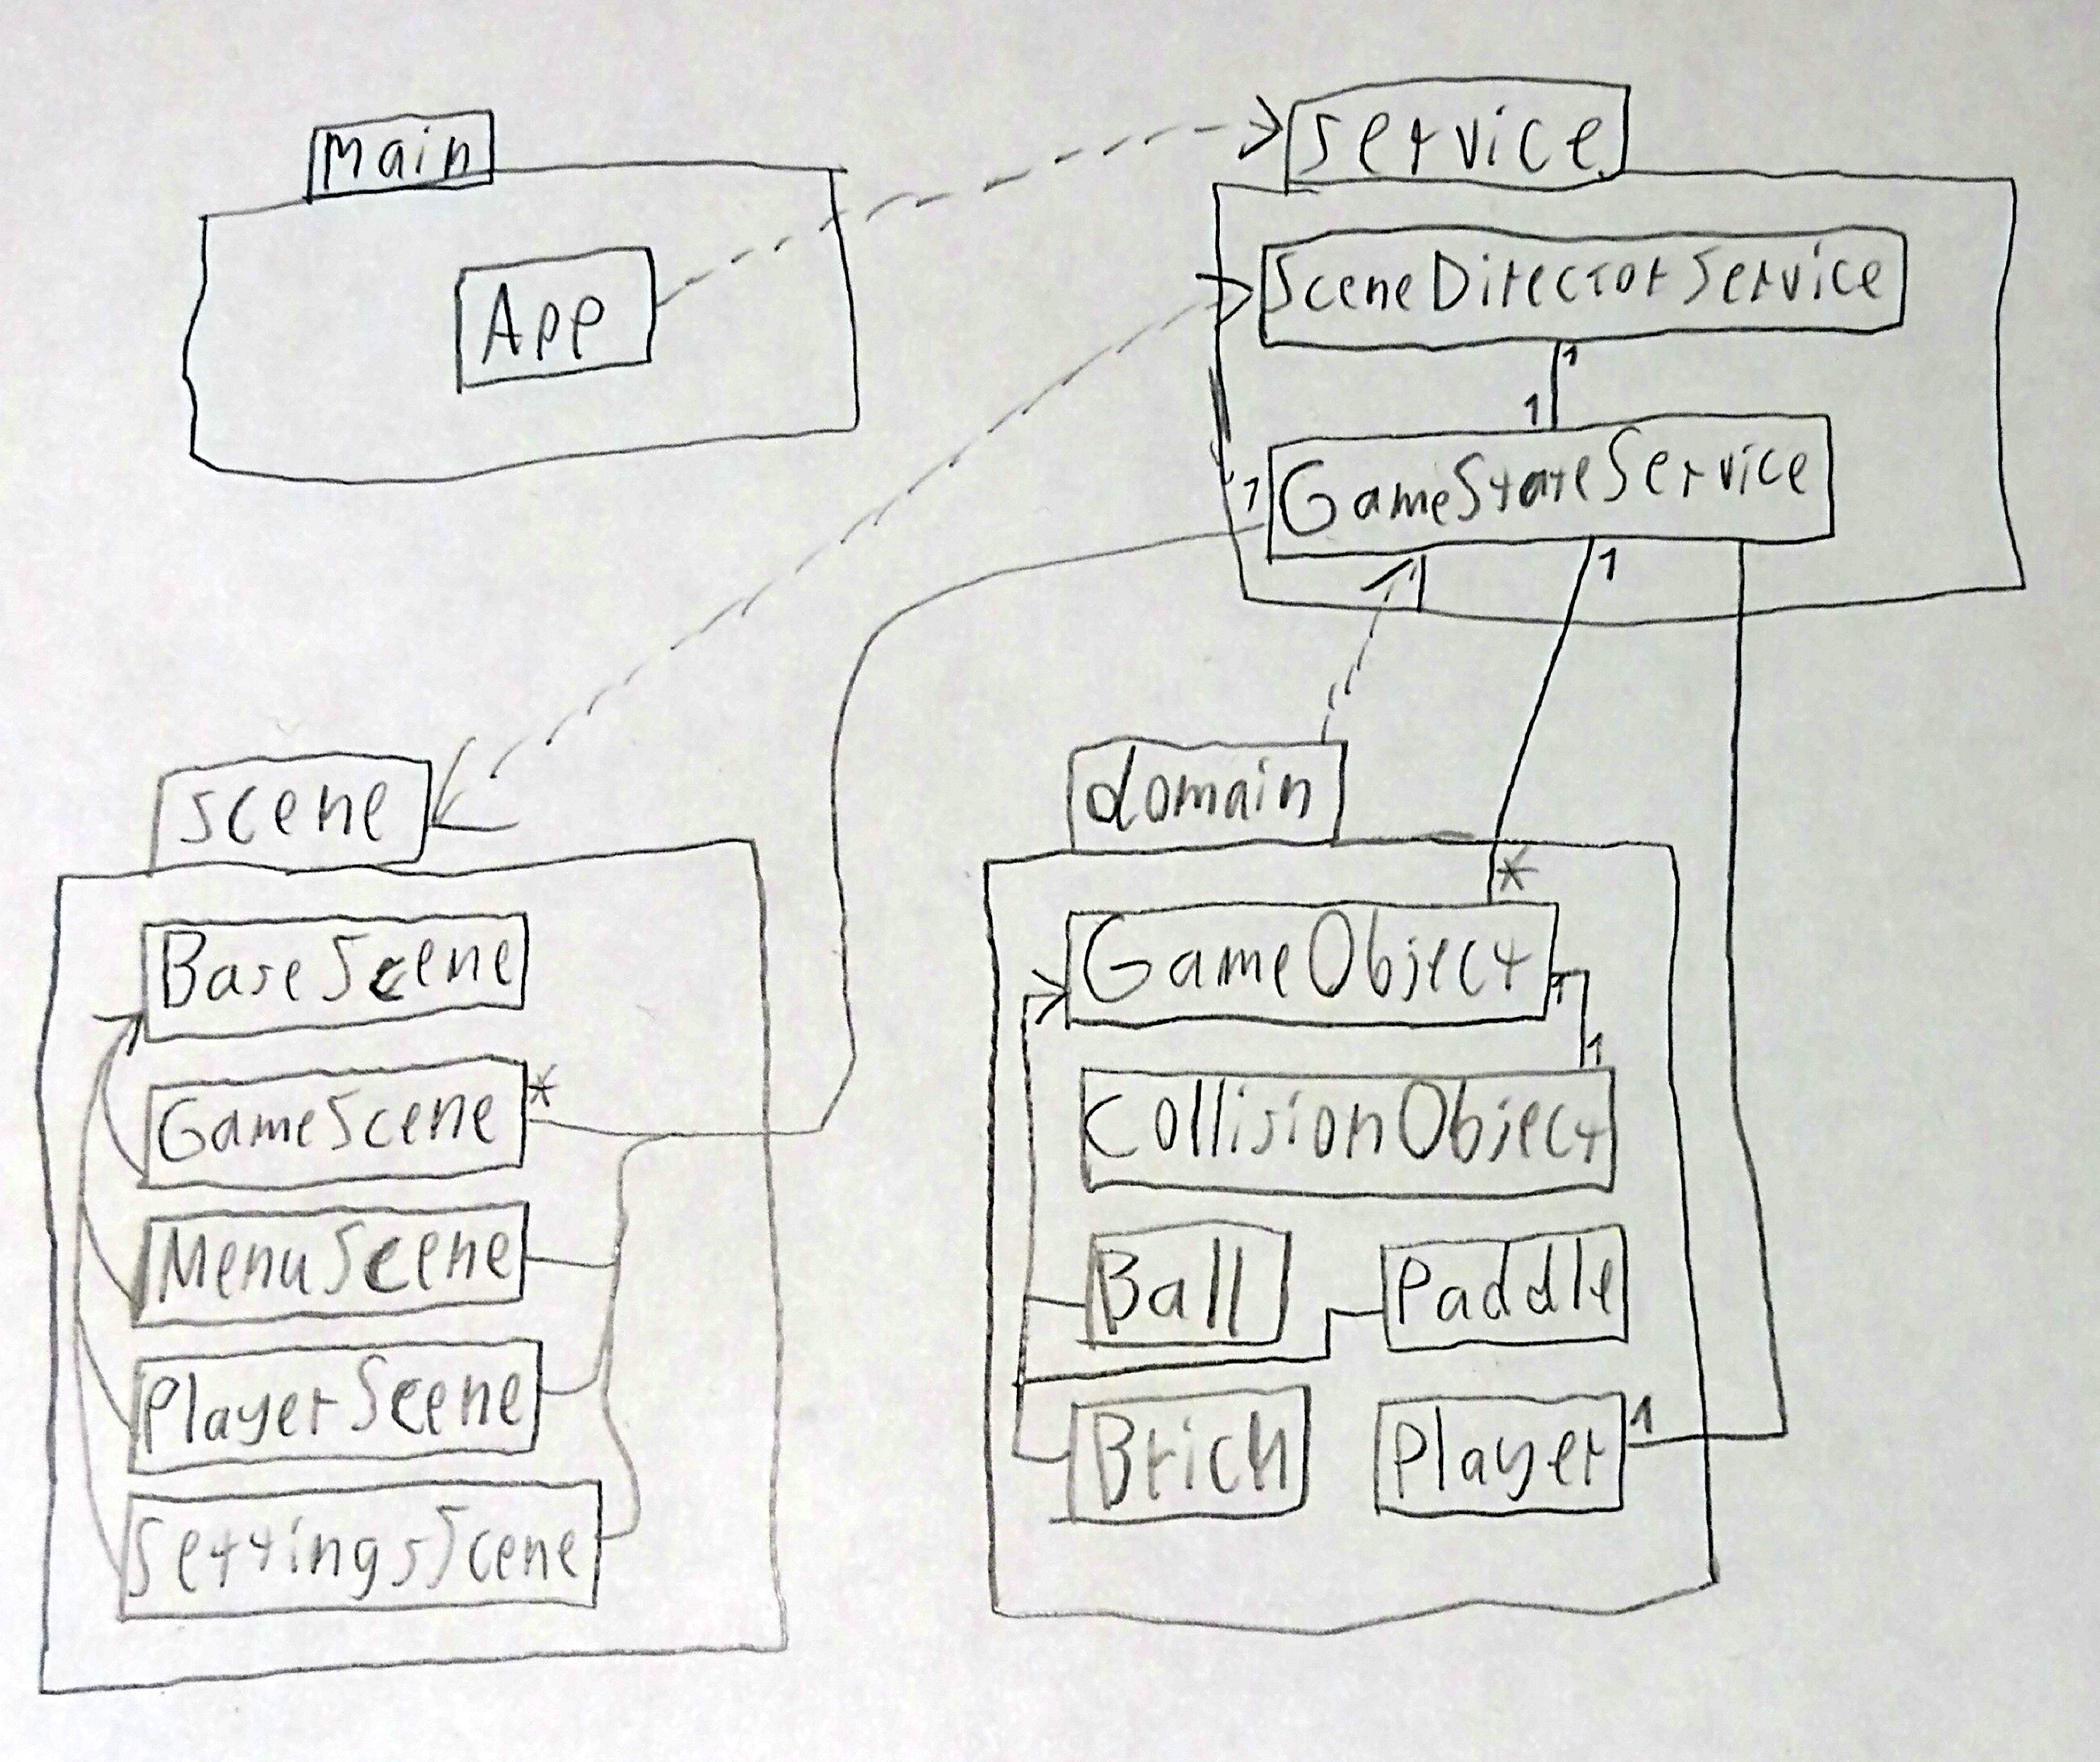 Main
App
service
SceneDirectorService
1
1
GameStateService
1
1
scene
BaseScene
GameScene
*
MenuScene
PlayerScene
SettingsScene
domain
*
GameObject
1
1
CollisionObject
Ball
Paddle
Brick
Player
1